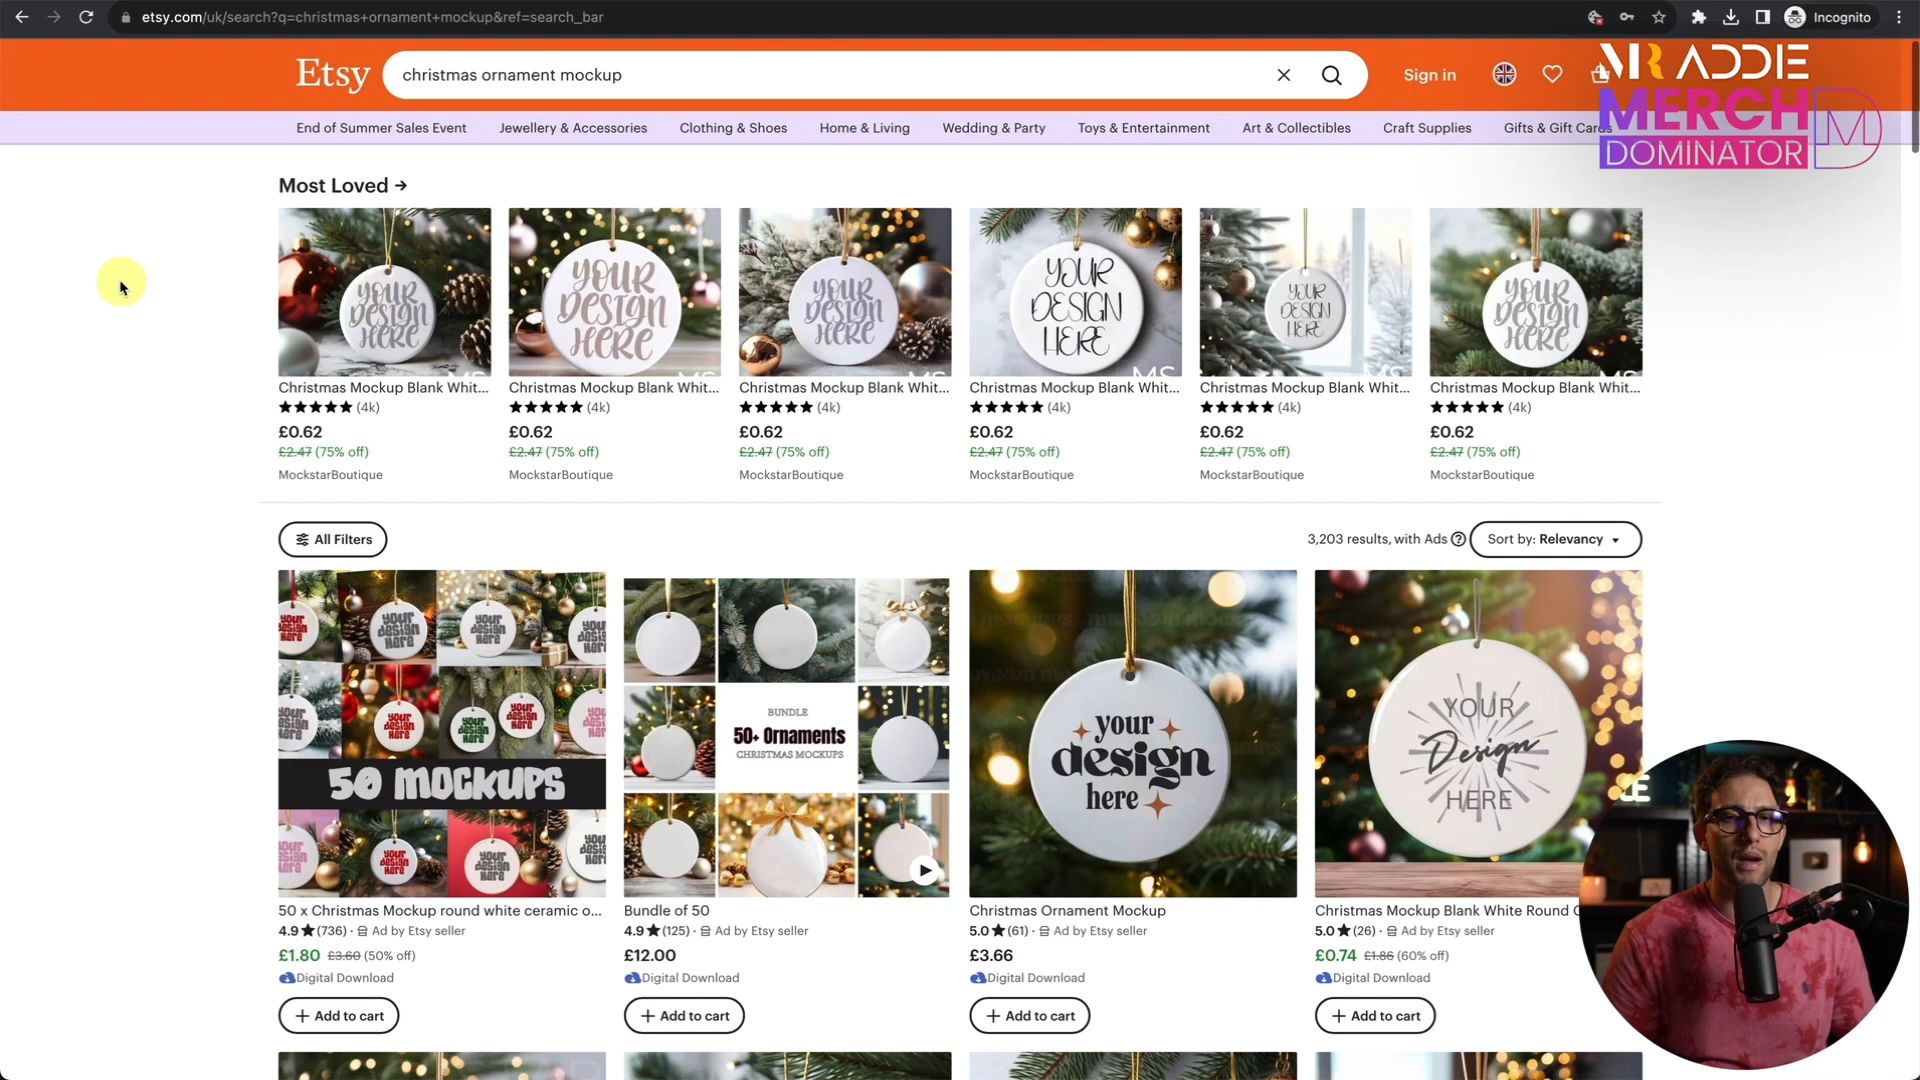 etsy.com/uk/search?q=christmas+ornament+mockup&ref=search_bar
Incognito
Etsy
christmas ornament mockup
Sign in
MR ADDIE
MERCH
DOMINATOR
End of Summer Sales Event
Jewellery & Accessories
Clothing & Shoes
Home & Living
Wedding & Party
Toys & Entertainment
Art & Collectibles
Craft Supplies
Gifts & Gift Cards
Most Loved →
YOUR DESIGN HERE
YOUR DESIGN HERE
YOUR DESIGN HERE
YOUR DESIGN HERE
YOUR DESIGN HERE
YOUR DESIGN HERE
Christmas Mockup Blank Whit...
Christmas Mockup Blank Whit...
Christmas Mockup Blank Whit...
Christmas Mockup Blank Whit...
Christmas Mockup Blank Whit...
Christmas Mockup Blank Whit...
★★★★★ (4k)
★★★★★ (4k)
★★★★★ (4k)
★★★★★ (4k)
★★★★★ (4k)
★★★★★ (4k)
£0.62
£0.62
£0.62
£0.62
£0.62
£0.62
£2.47 (75% off)
£2.47 (75% off)
£2.47 (75% off)
£2.47 (75% off)
£2.47 (75% off)
£2.47 (75% off)
MockstarBoutique
MockstarBoutique
MockstarBoutique
MockstarBoutique
MockstarBoutique
MockstarBoutique
All Filters
3,203 results, with Ads
Sort by: Relevancy
50 MOCKUPS
BUNDLE
50+ Ornaments
CHRISTMAS MOCKUPS
your
design
here
YOUR
Design
HERE
50 x Christmas Mockup round white ceramic o...
4.9★(736) · Ad by Etsy seller
£1.80 £3.60 (50% off)
Digital Download
+ Add to cart
Bundle of 50
4.9★(125) · Ad by Etsy seller
£12.00
Digital Download
+ Add to cart
Christmas Ornament Mockup
5.0★(61) · Ad by Etsy seller
£3.66
Digital Download
+ Add to cart
Christmas Mockup Blank White Round
5.0★(26) · Ad by Etsy seller
£0.74 £1.86 (60% off)
Digital Download
+ Add to cart